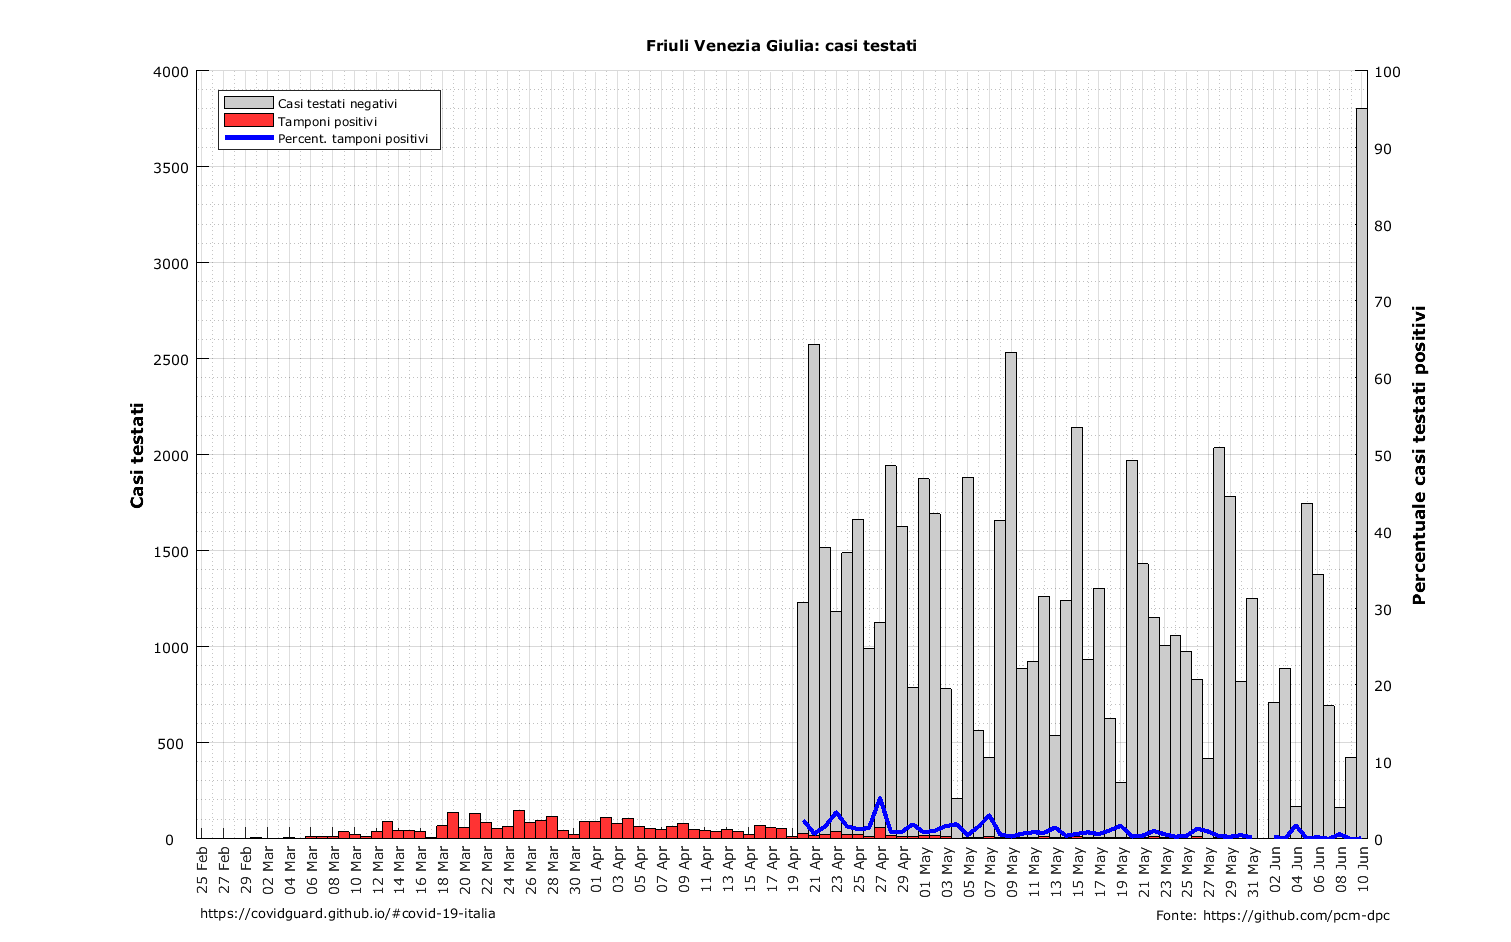 Friuli Venezia Giulia: casi testati
Casi testati negativi
Tamponi positivi
Percent. tamponi positivi
Casi testati
4000
3500
3000
2500
2000
1500
1000
500
0
100
90
80
70
60
50
40
30
20
10
0
Percentuale casi testati positivi
25 Feb
27 Feb
29 Feb
02 Mar
04 Mar
06 Mar
08 Mar
10 Mar
12 Mar
14 Mar
16 Mar
18 Mar
20 Mar
22 Mar
24 Mar
26 Mar
28 Mar
30 Mar
01 Apr
03 Apr
05 Apr
07 Apr
09 Apr
11 Apr
13 Apr
15 Apr
17 Apr
19 Apr
21 Apr
23 Apr
25 Apr
27 Apr
29 Apr
01 May
03 May
05 May
07 May
09 May
11 May
13 May
15 May
17 May
19 May
21 May
23 May
25 May
27 May
29 May
31 May
02 Jun
04 Jun
06 Jun
08 Jun
10 Jun
https://covidguard.github.io/#covid-19-italia
Fonte: https://github.com/pcm-dpc